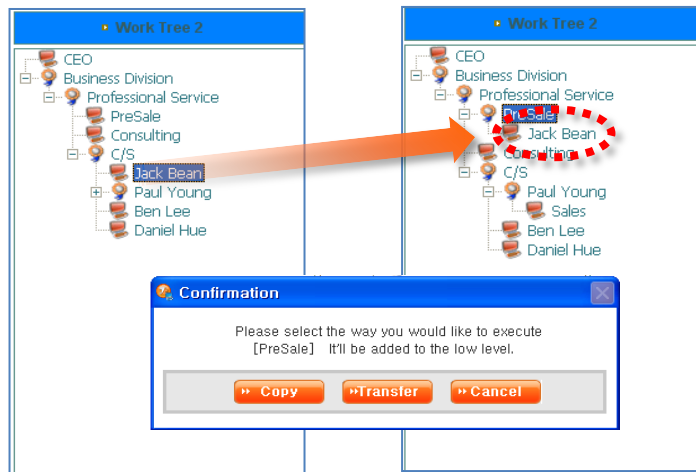 Work Tree 2
CEO
Business Division
Professional Service
PreSale
Consulting
C/S
Jack Bean
Paul Young
Ben Lee
Daniel Hue
Work Tree 2
CEO
Business Division
Professional Service
PreSale
Jack Bean
Consulting
C/S
Paul Young
Sales
Ben Lee
Daniel Hue
Confirmation
Please select the way you would like to execute
[PreSale] It'll be added to the low level.
Copy
Transfer
Cancel